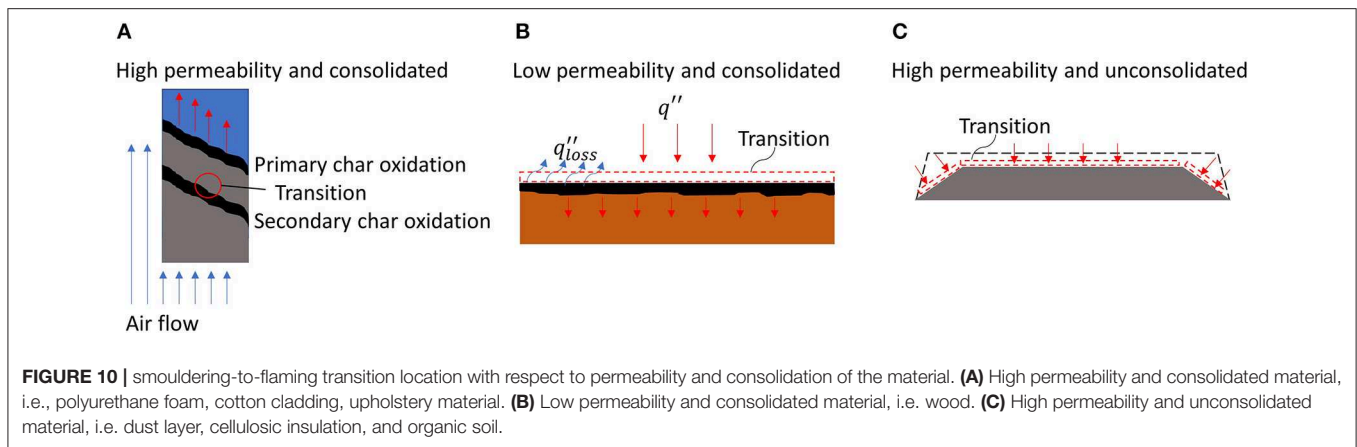 A
High permeability and consolidated
Primary char oxidation
Transition
Secondary char oxidation
Air flow
B
Low permeability and consolidated
q''
q''loss
Transition
C
High permeability and unconsolidated
Transition
FIGURE 10 | smouldering-to-flaming transition location with respect to permeability and consolidation of the material. (A) High permeability and consolidated material,
i.e., polyurethane foam, cotton cladding, upholstery material. (B) Low permeability and consolidated material, i.e. wood. (C) High permeability and unconsolidated
material, i.e. dust layer, cellulosic insulation, and organic soil.